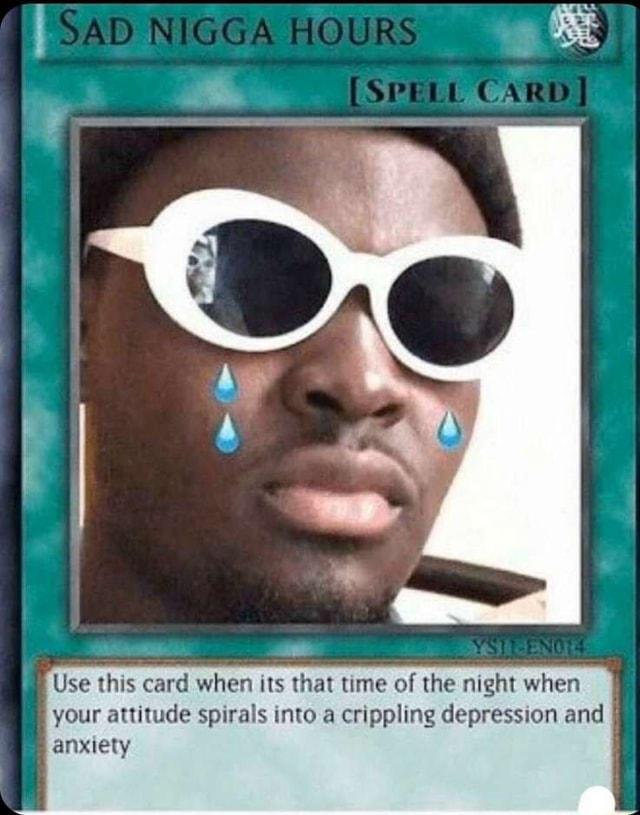 SAD NIGGA HOURS
魔
[SPELL CARD]
YS11-EN014
Use this card when its that time of the night when
your attitude spirals into a crippling depression and
anxiety